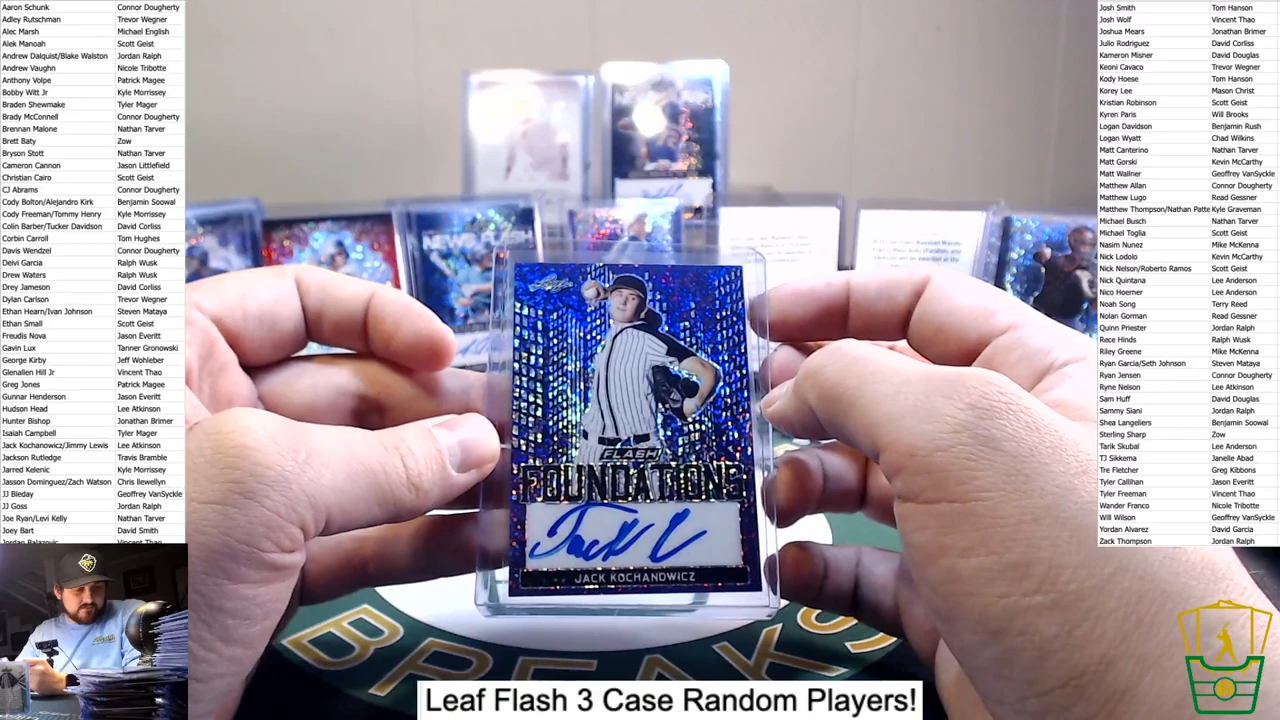 Aaron Schunk Connor Dougherty
Adley Rutschman Trevor Wegner
Alec Marsh Michael English
Alek Manoah Scott Geist
Andrew Dalquist/Blake Walston Jordan Ralph
Andrew Vaughn Nicole Tribotte
Anthony Volpe Patrick Magee
Bobby Witt Jr Kyle Morrissey
Braden Shewmake Tyler Mager
Brady McConnell Connor Dougherty
Brennan Malone Nathan Tarver
Brett Baty Zow
Bryson Stott Nathan Tarver
Cameron Cannon Jason Littlefield
Christian Cairo Scott Geist
CJ Abrams Connor Dougherty
Cody Bolton/Alejandro Kirk Benjamin Soowal
Cody Freeman/Tommy Henry Kyle Morrissey
Colin Barber/Tucker Davidson David Corliss
Corbin Carroll Tom Hughes
Davis Wendzel Connor Dougherty
Deivi Garcia Ralph Wusk
Drew Waters Ralph Wusk
Drey Jameson David Corliss
Dylan Carlson Trevor Wegner
Ethan Hearn/Ivan Johnson Steven Mataya
Ethan Small Scott Geist
Freudis Nova Jason Everitt
Gavin Lux Tanner Gronowski
George Kirby Jeff Wohleber
Glenallen Hill Jr Vincent Thao
Greg Jones Patrick Magee
Gunnar Henderson Jason Everitt
Hudson Head Lee Atkinson
Hunter Bishop Jonathan Brimer
Isaiah Campbell Tyler Mager
Jack Kochanowicz/Jimmy Lewis Lee Atkinson
Jackson Rutledge Travis Bramble
Jarred Kelenic Kyle Morrissey
Jasson Dominguez/Zach Watson Chris llewellyn
JJ Bleday Geoffrey VanSyckle
JJ Goss Jordan Ralph
Joe Ryan/Levi Kelly Nathan Tarver
Joey Bart David Smith
Jordan Balazovic Vincent Thao
Josh Smith Tom Hanson
Josh Wolf Vincent Thao
Joshua Mears Jonathan Brimer
Julio Rodriguez David Corliss
Kameron Misner David Douglas
Keoni Cavaco Trevor Wegner
Kody Hoese Tom Hanson
Korey Lee Mason Christ
Kristian Robinson Scott Geist
Kyren Paris Will Brooks
Logan Davidson Benjamin Rush
Logan Wyatt Chad Wilkins
Matt Canterino Nathan Tarver
Matt Gorski Kevin McCarthy
Matt Wallner Geoffrey VanSyckle
Matthew Allan Connor Dougherty
Matthew Lugo Read Gessner
Matthew Thompson/Nathan Patte Kyle Graveman
Michael Busch Nathan Tarver
Michael Toglia Scott Geist
Nasim Nunez Mike McKenna
Nick Lodolo Kevin McCarthy
Nick Nelson/Roberto Ramos Scott Geist
Nick Quintana Lee Anderson
Nico Hoerner Lee Anderson
Noah Song Terry Reed
Nolan Gorman Read Gessner
Quinn Priester Jordan Ralph
Rece Hinds Ralph Wusk
Riley Greene Mike McKenna
Ryan Garcia/Seth Johnson Steven Mataya
Ryan Jensen Connor Dougherty
Ryne Nelson Lee Atkinson
Sam Huff David Douglas
Sammy Siani Jordan Ralph
Shea Langeliers Benjamin Soowal
Sterling Sharp Zow
Tarik Skubal Lee Anderson
TJ Sikkema Janelle Abad
Tre Fletcher Greg Kibbons
Tyler Callihan Jason Everitt
Tyler Freeman Vincent Thao
Wander Franco Nicole Tribotte
Will Wilson Geoffrey VanSyckle
Yordan Alvarez David Garcia
Zack Thompson Jordan Ralph
FLASH
FOUNDATIONS
JACK KOCHANOWICZ
BREAKS
Leaf Flash 3 Case Random Players!